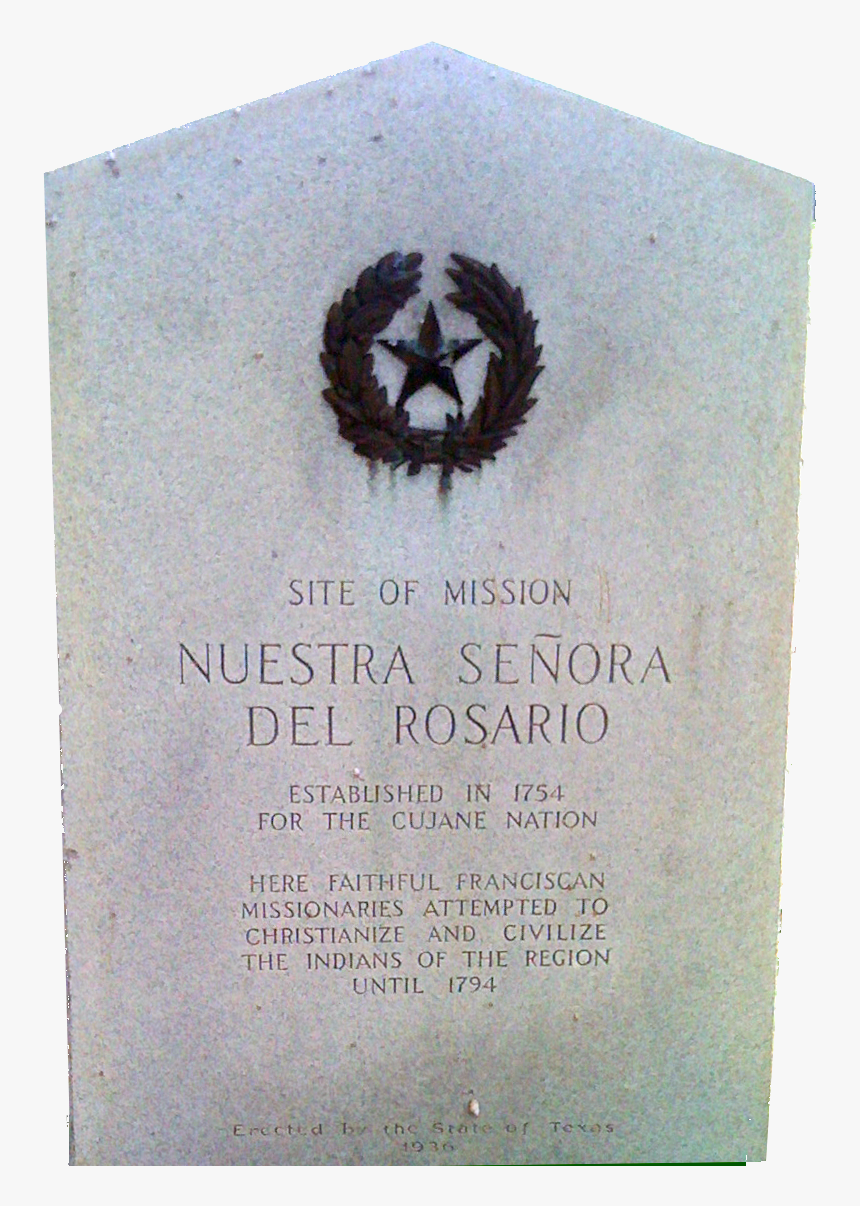 SITE OF MISSION
NUESTRA SEÑORA
DEL ROSARIO
ESTABLISHED IN 1754
FOR THE CUJANE NATION
HERE FAITHFUL FRANCISCAN
MISSIONARIES ATTEMPTED TO
CHRISTIANIZE AND CIVILIZE
THE INDIANS OF THE REGION
UNTIL 1794
Erected by the State of Texas
1936